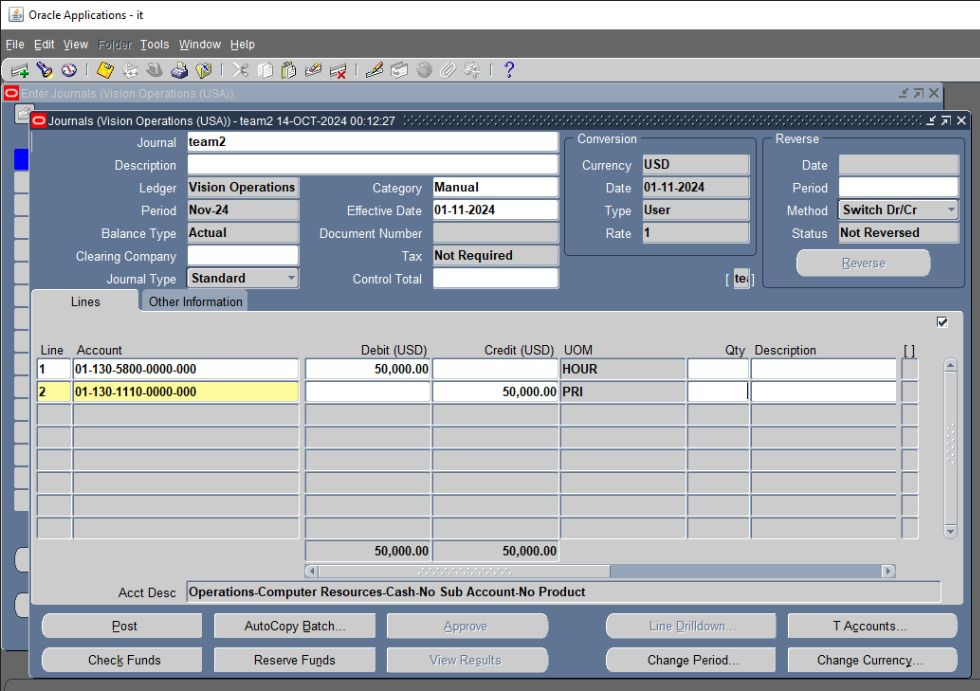 Oracle Applications - it
File Edit View Folder Tools Window Help
Enter Journals (Vision Operations (USA))
Journals (Vision Operations (USA)) - team2 14-OCT-2024 00:12:27
Journal team2
Description
Ledger Vision Operations Category Manual
Period Nov-24 Effective Date 01-11-2024
Balance Type Actual Document Number
Clearing Company Tax Not Required
Journal Type Standard Control Total
Conversion
Currency USD
Date 01-11-2024
Type User
Rate 1
Reverse
Date
Period
Method Switch Dr/Cr
Status Not Reversed
Reverse
[ tea ]
Lines Other Information
Line Account Debit (USD) Credit (USD) UOM Qty Description [ ]
1 01-130-5800-0000-000 50,000.00 HOUR
2 01-130-1110-0000-000 50,000.00 PRI
50,000.00 50,000.00
Acct Desc Operations-Computer Resources-Cash-No Sub Account-No Product
Post AutoCopy Batch... Approve Line Drilldown... T Accounts...
Check Funds Reserve Funds View Results Change Period... Change Currency...